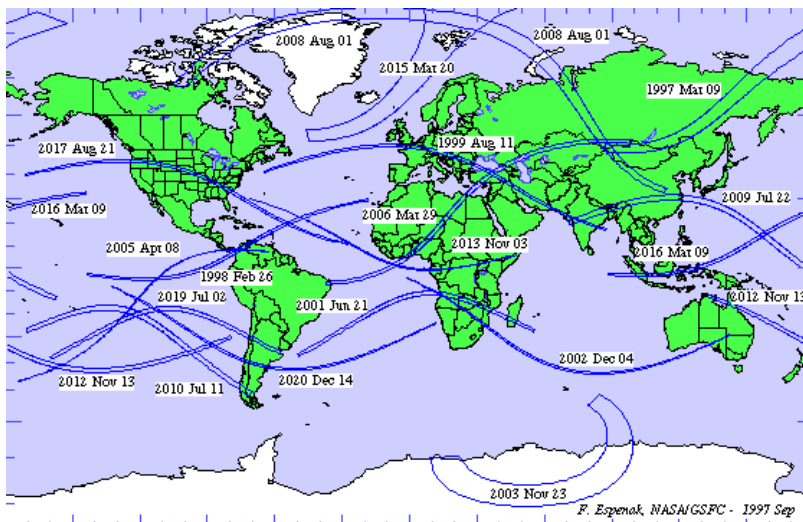 2008 Aug 01
2008 Aug 01
2015 Mar 20
1997 Mar 09
2017 Aug 21
1999 Aug 11
2009 Jul 22
2016 Mar 09
2006 Mar 29
2005 Apr 08
2013 Nov 03
2016 Mar 09
1998 Feb 26
2019 Jul 02
2001 Jun 21
2012 Nov 13
2002 Dec 04
2012 Nov 13
2010 Jul 11
2020 Dec 14
2003 Nov 23
F. Espenak, NASA/GSFC - 1997 Sep